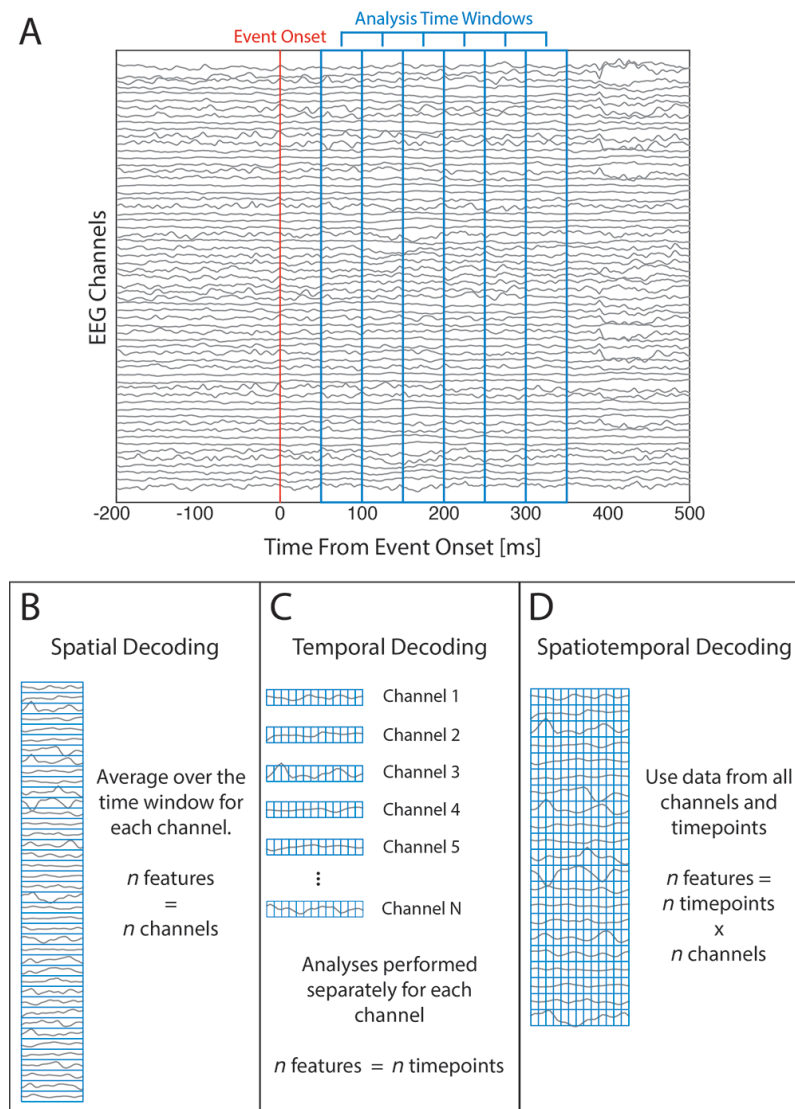 A
Analysis Time Windows
Event Onset
EEG Channels
-200 -100 0 100 200 300 400 500
Time From Event Onset [ms]
B
Spatial Decoding
Average over the
time window for
each channel.
n features
=
n channels
C
Temporal Decoding
Channel 1
Channel 2
Channel 3
Channel 4
Channel 5
⋮
Channel N
Analyses performed
separately for each
channel
n features = n timepoints
D
Spatiotemporal Decoding
Use data from all
channels and
timepoints
n features =
n timepoints
x
n channels